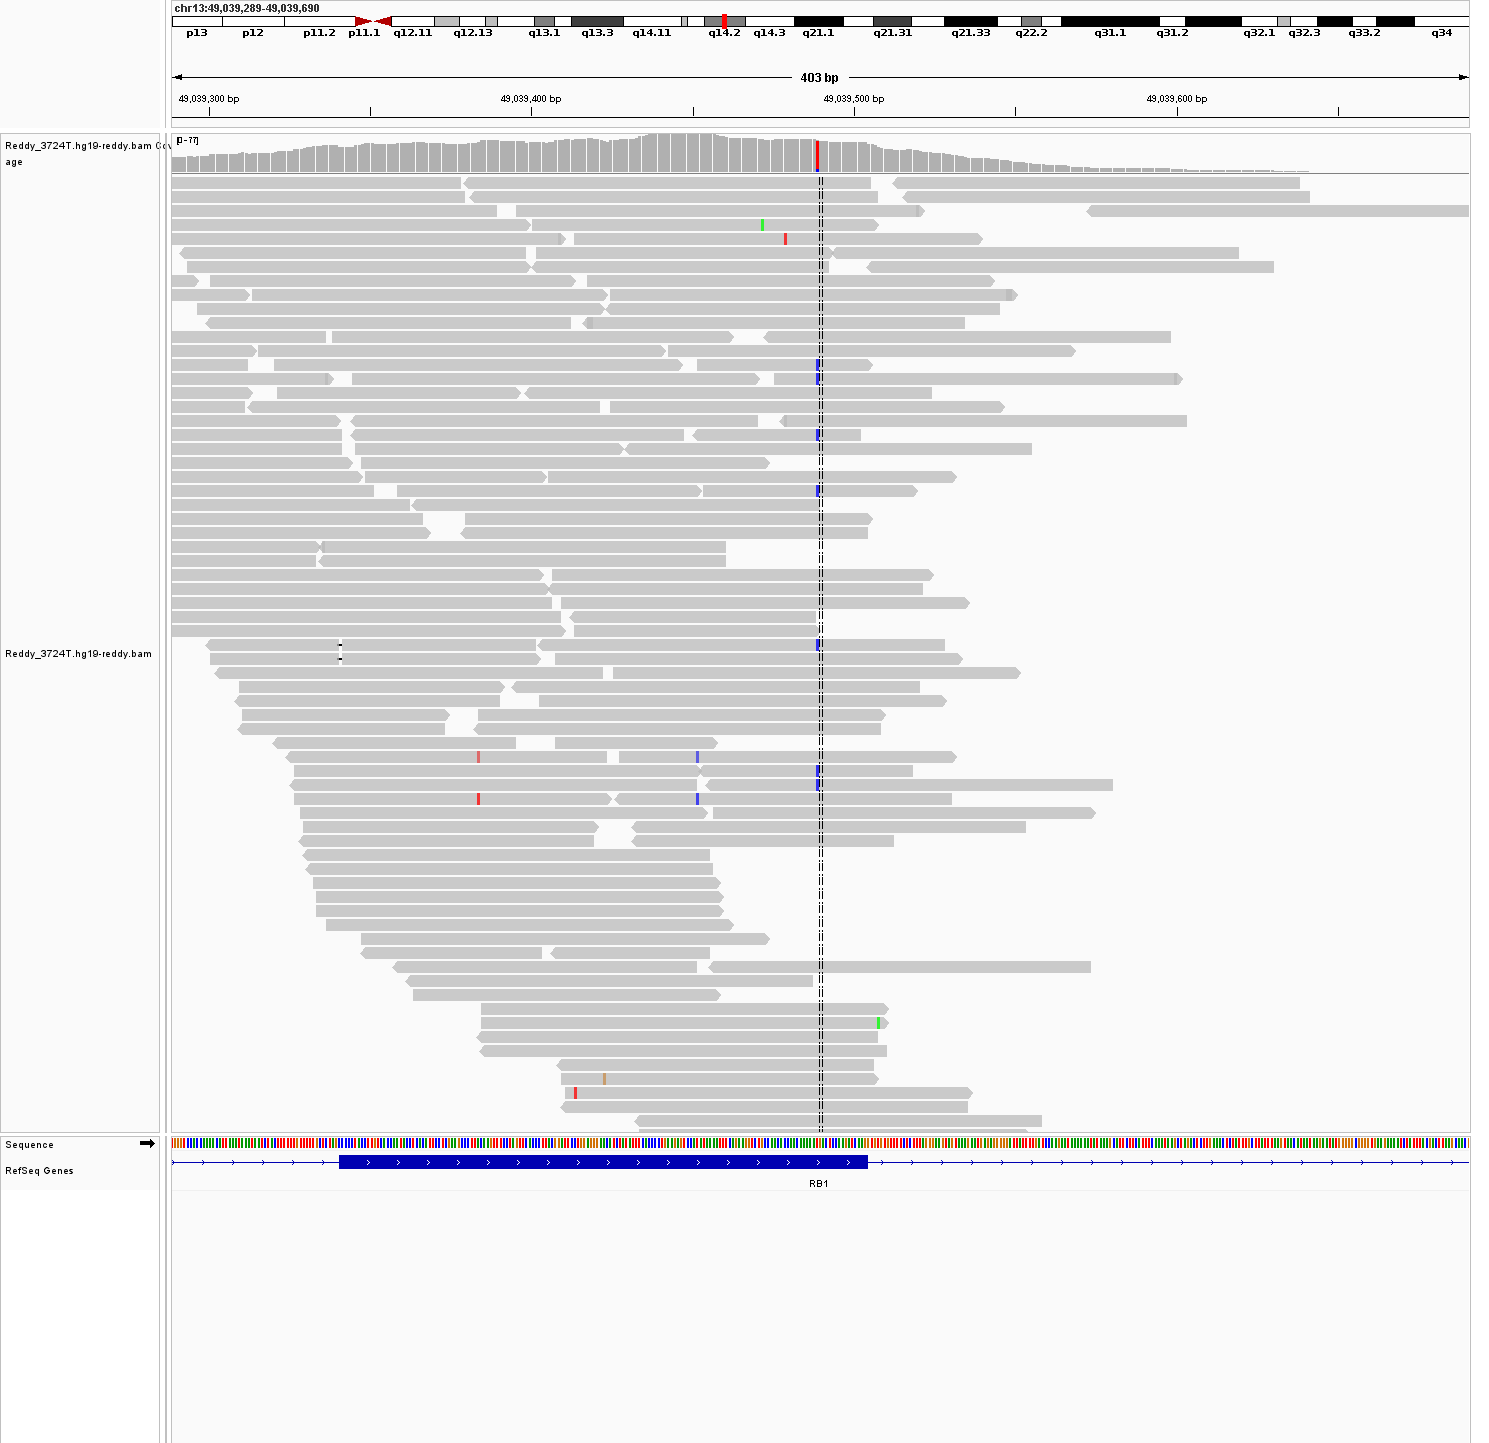 chr13:49,039,289-49,039,690
p13 p12 p11.2 p11.1 q12.11 q12.13 q13.1 q13.3 q14.11 q14.2 q14.3 q21.1 q21.31 q21.33 q22.2 q31.1 q31.2 q32.1 q32.3 q33.2 q34
403 bp
49,039,300 bp 49,039,400 bp 49,039,500 bp 49,039,600 bp
[0 - 77]
Reddy_3724T.hg19-reddy.bam Cov
age
Reddy_3724T.hg19-reddy.bam
Sequence
RefSeq Genes
RB1